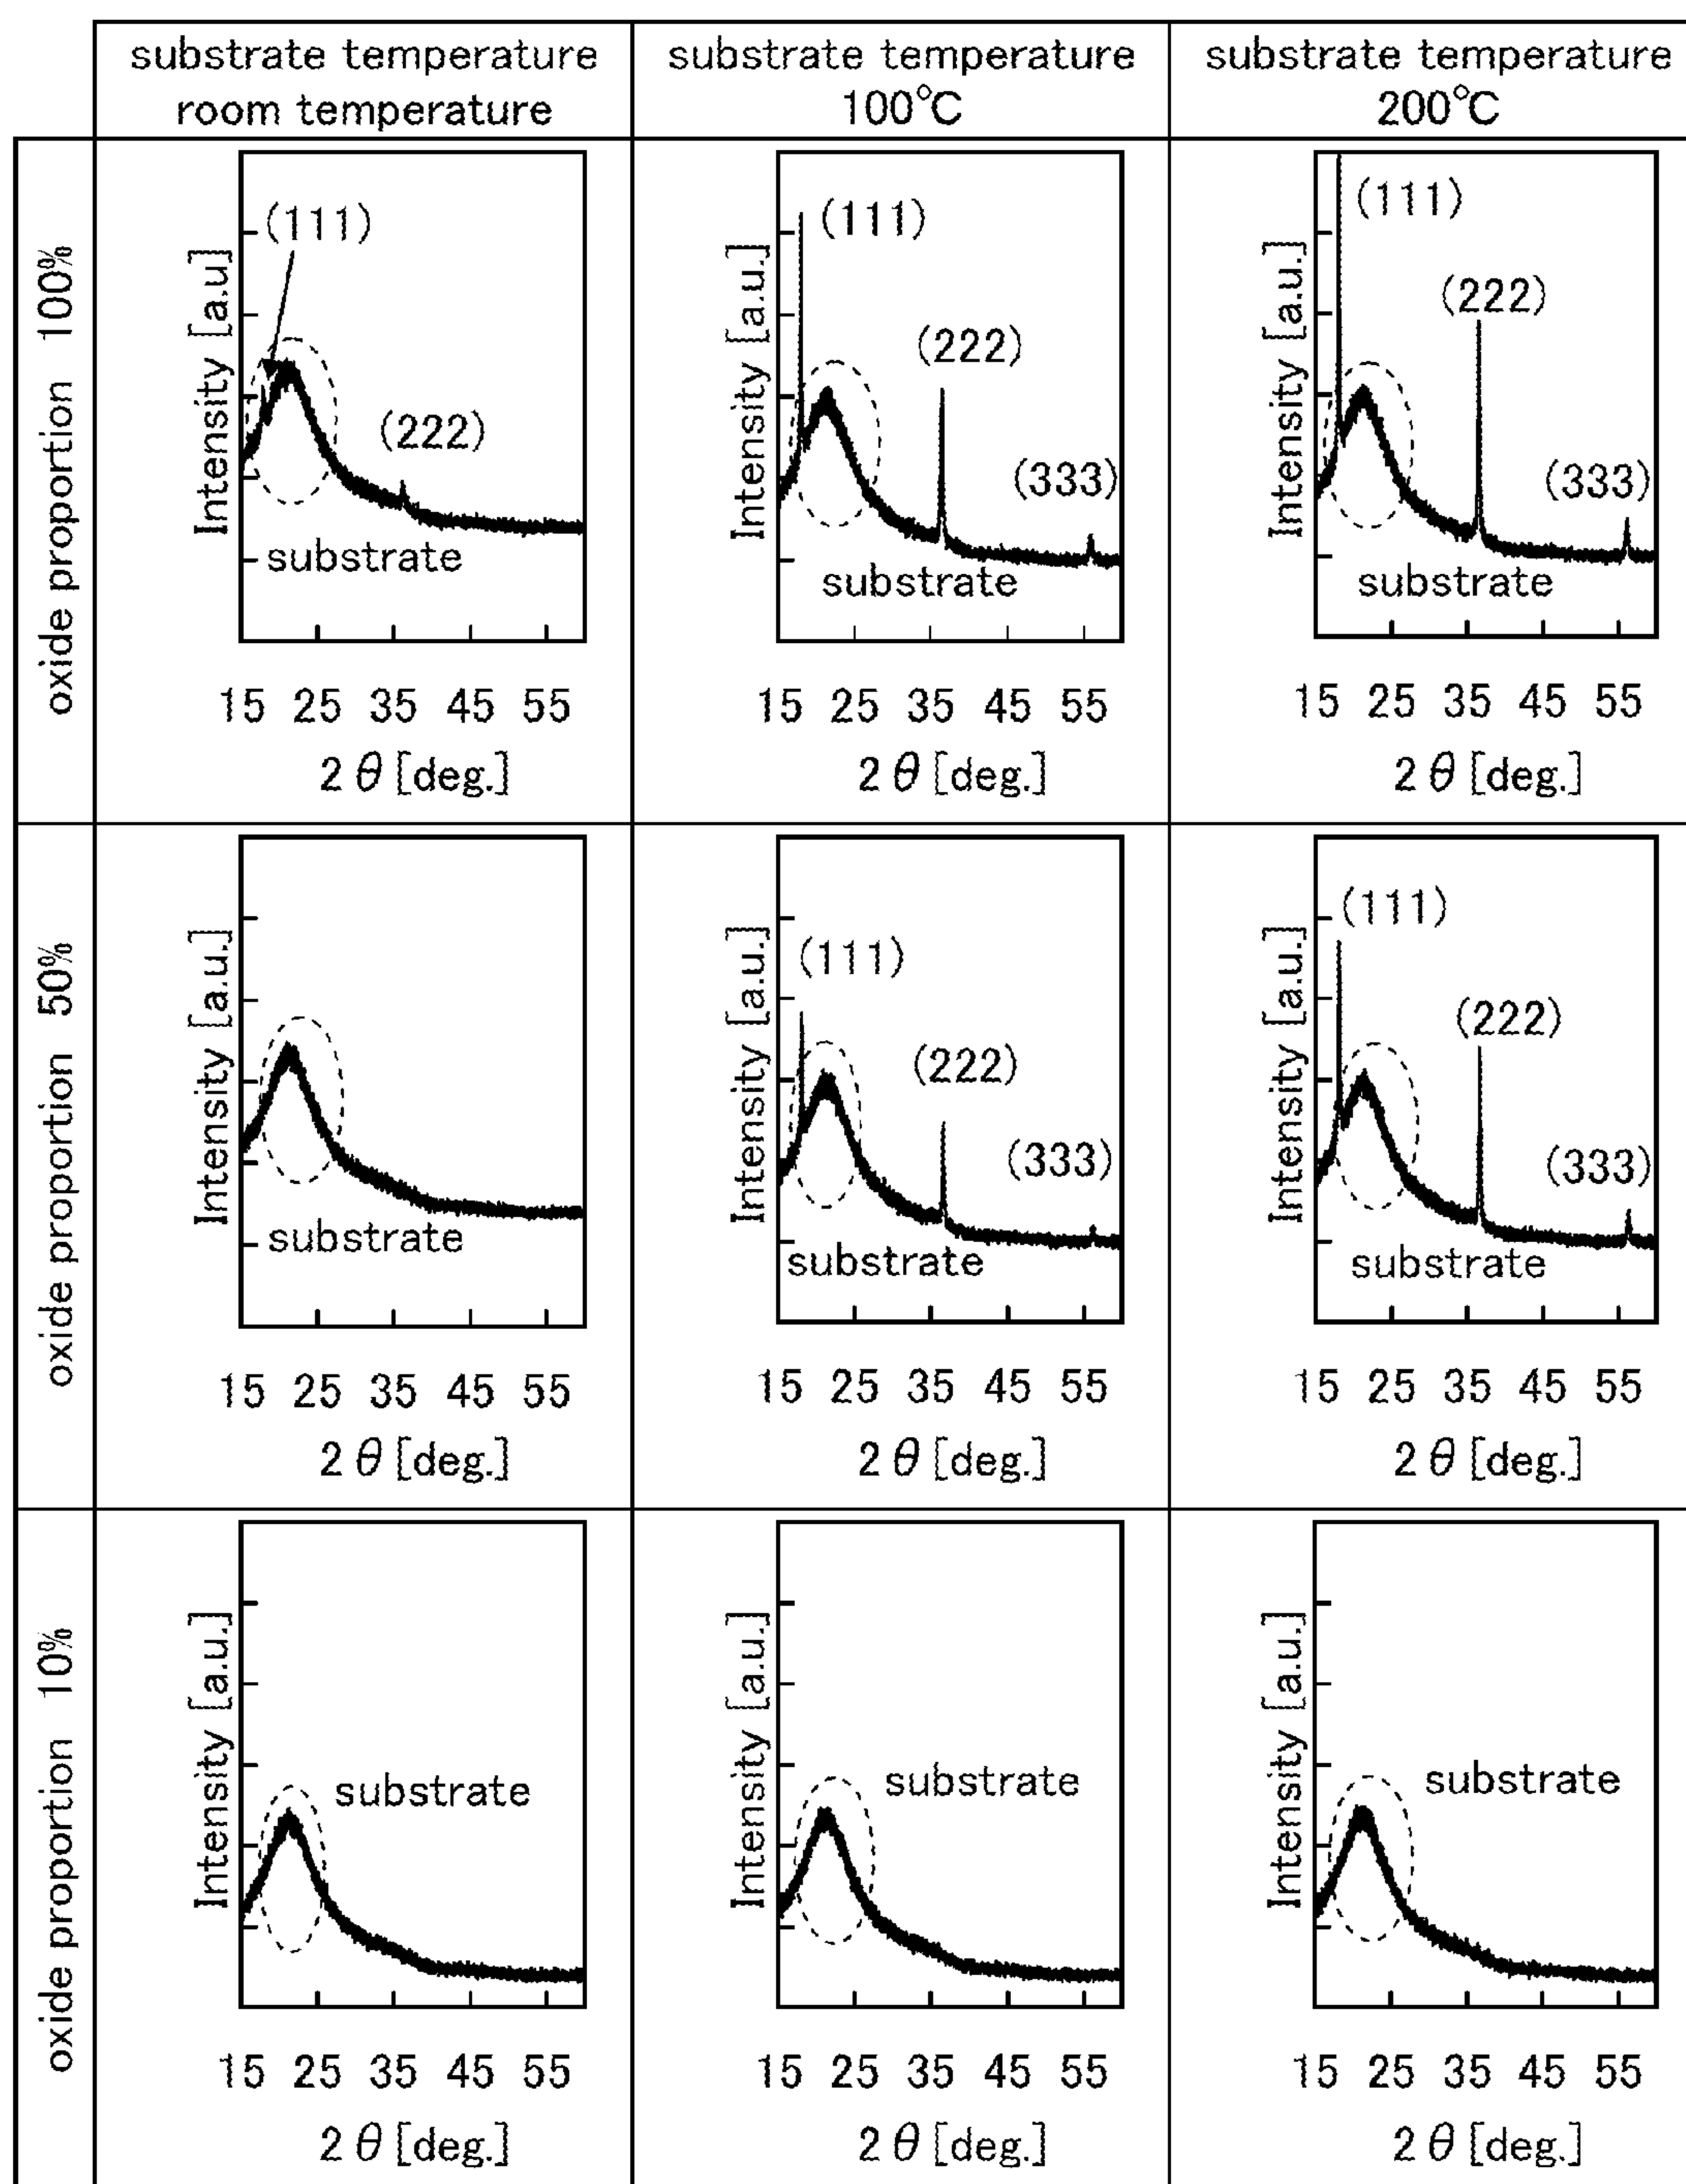 substrate temperature
room temperature
substrate temperature
100℃
substrate temperature
200℃
oxide proportion 100%
Intensity [a.u]
(111)
(222)
substrate
15 25 35 45 55
2θ [deg.]
Intensity [a.u.]
(111)
(222)
(333)
substrate
15 25 35 45 55
2θ [deg.]
Intensity [a.u.]
(111)
(222)
(333)
substrate
15 25 35 45 55
2θ [deg.]
oxide proportion 50%
Intensity [a.u.]
substrate
15 25 35 45 55
2θ [deg.]
Intensity [a.u.]
(111)
(222)
(333)
substrate
15 25 35 45 55
2θ [deg.]
Intensity [a.u.]
(111)
(222)
(333)
substrate
15 25 35 45 55
2θ [deg.]
oxide proportion 10%
Intensity [a.u.]
substrate
15 25 35 45 55
2θ [deg.]
Intensity [a.u.]
substrate
15 25 35 45 55
2θ [deg.]
Intensity [a.u.]
substrate
15 25 35 45 55
2θ [deg.]